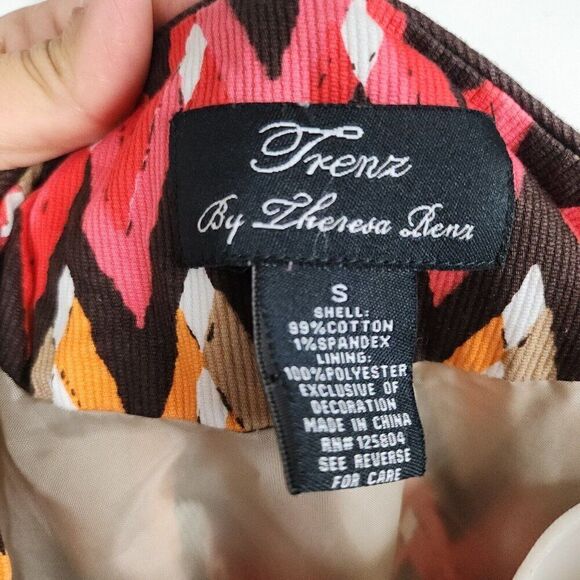 Trenz
By Theresa Renz
S
SHELL:
99%COTTON
1%SPANDEX
LINING:
100%POLYESTER
EXCLUSIVE OF
DECORATION
MADE IN CHINA
RN# 125804
SEE REVERSE
FOR CARE